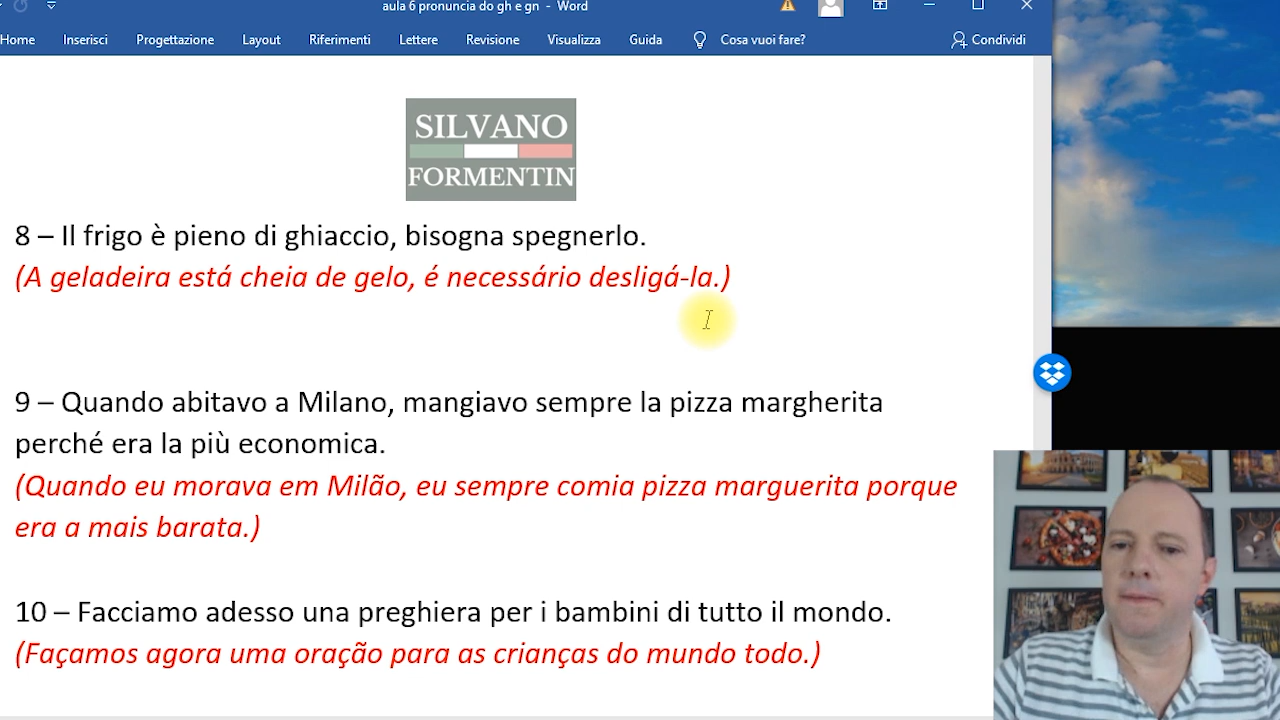 aula 6 pronuncia do gh e gn - Word
Home Inserisci Progettazione Layout Riferimenti Lettere Revisione Visualizza Guida Cosa vuoi fare? Condividi
SILVANO
FORMENTIN
8 – Il frigo è pieno di ghiaccio, bisogna spegnerlo.
(A geladeira está cheia de gelo, é necessário desligá-la.)
9 – Quando abitavo a Milano, mangiavo sempre la pizza margherita
perché era la più economica.
(Quando eu morava em Milão, eu sempre comia pizza marguerita porque
era a mais barata.)
10 – Facciamo adesso una preghiera per i bambini di tutto il mondo.
(Façamos agora uma oração para as crianças do mundo todo.)